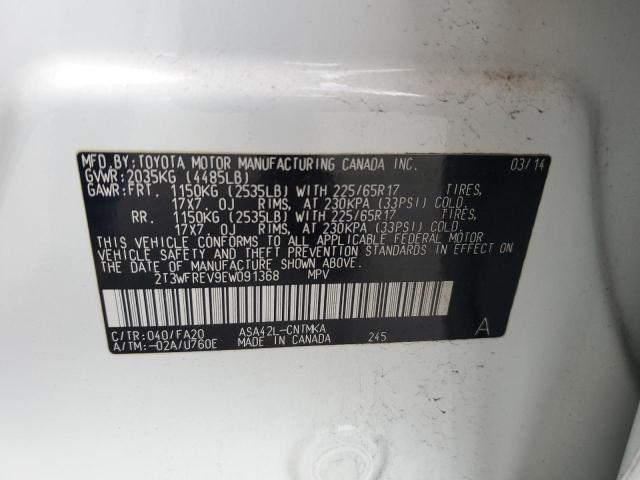 MFD.BY:TOYOTA MOTOR MANUFACTURING CANADA INC. 03/14
GVWR:2035KG (4485LB)
GAWR:FRT. 1150KG (2535LB) WITH 225/65R17 TIRES,
17X7.0J RIMS, AT 230KPA (33PSI) COLD.
RR. 1150KG (2535LB) WITH 225/65R17 TIRES,
17X7.0J RIMS, AT 230KPA (33PSI) COLD.
THIS VEHICLE CONFORMS TO ALL APPLICABLE FEDERAL MOTOR
VEHICLE SAFETY AND THEFT PREVENTION STANDARDS IN EFFECT ON
THE DATE OF MANUFACTURE SHOWN ABOVE.
2T3WFREV9EW091368 MPV
C/TR:040/FA20 ASA42L-CNTMKA A
A/TM:-02A/U760E MADE IN CANADA 245